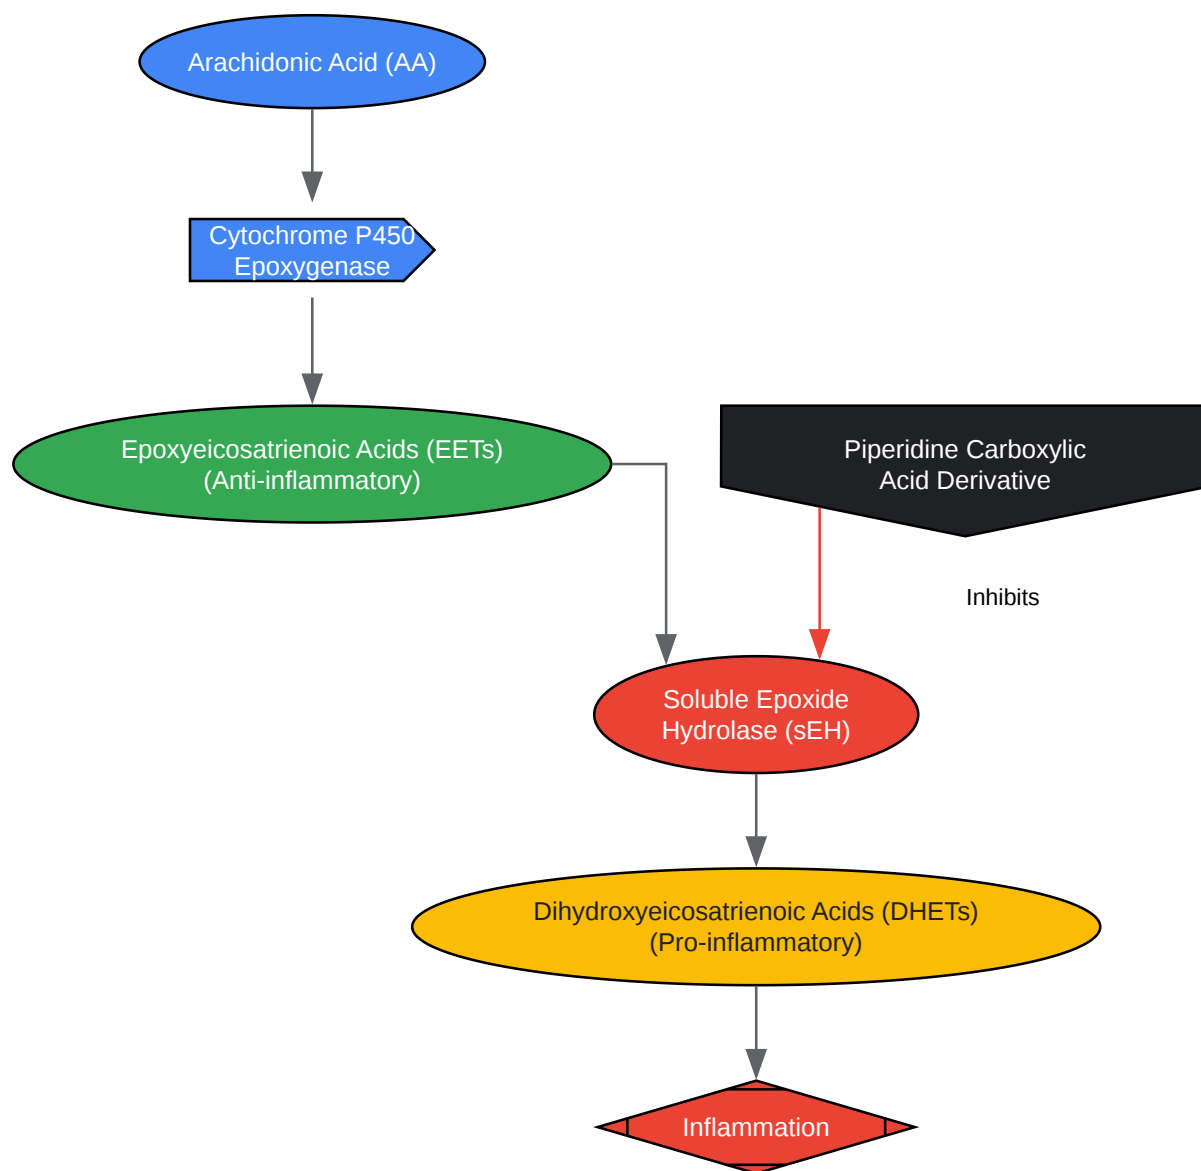 Arachidonic Acid (AA)
Cytochrome P450
Epoxygenase
Epoxyeicosatrienoic Acids (EETs)
(Anti-inflammatory)
Piperidine Carboxylic
Acid Derivative
Inhibits
Soluble Epoxide
Hydrolase (sEH)
Dihydroxyeicosatrienoic Acids (DHETs)
(Pro-inflammatory)
Inflammation